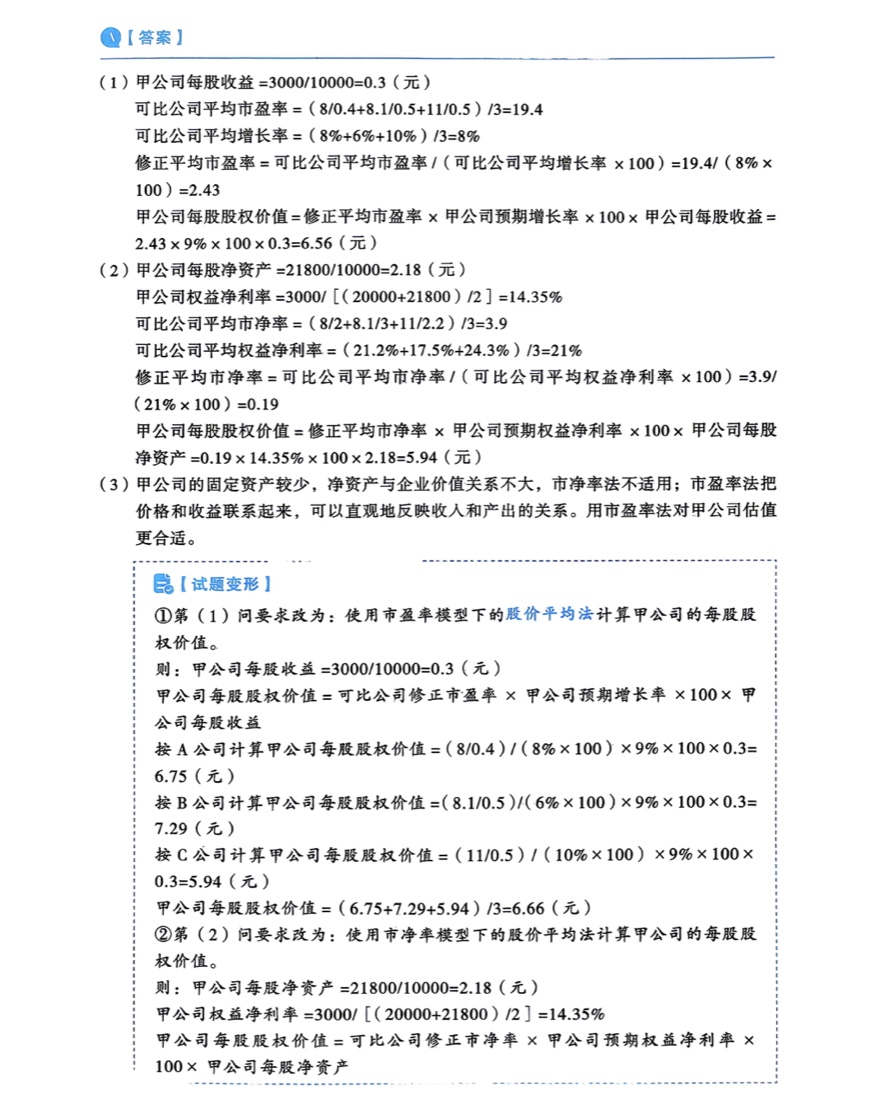 【答案】
（1）甲公司每股收益 =3000/10000=0.3（元）
可比公司平均市盈率 =（8/0.4+8.1/0.5+11/0.5）/3=19.4
可比公司平均增长率 =（8%+6%+10%）/3=8%
修正平均市盈率 = 可比公司平均市盈率 /（可比公司平均增长率 ×100）=19.4/（8%×
100）=2.43
甲公司每股股权价值 = 修正平均市盈率 × 甲公司预期增长率 ×100× 甲公司每股收益 =
2.43×9%×100×0.3=6.56（元）
（2）甲公司每股净资产 =21800/10000=2.18（元）
甲公司权益净利率 =3000/［（20000+21800）/2］=14.35%
可比公司平均市净率 =（8/2+8.1/3+11/2.2）/3=3.9
可比公司平均权益净利率 =（21.2%+17.5%+24.3%）/3=21%
修正平均市净率 = 可比公司平均市净率 /（可比公司平均权益净利率 ×100）=3.9/
（21%×100）=0.19
甲公司每股股权价值 = 修正平均市净率 × 甲公司预期权益净利率 ×100× 甲公司每股
净资产 =0.19×14.35%×100×2.18=5.94（元）
（3）甲公司的固定资产较少，净资产与企业价值关系不大，市净率法不适用；市盈率法把
价格和收益联系起来，可以直观地反映收人和产出的关系。用市盈率法对甲公司估值
更合适。
【试题变形】
①第（1）问要求改为：使用市盈率模型下的股价平均法计算甲公司的每股股
权价值。
则：甲公司每股收益 =3000/10000=0.3（元）
甲公司每股股权价值 = 可比公司修正市盈率 × 甲公司预期增长率 ×100× 甲
公司每股收益
按 A 公司计算甲公司每股股权价值 =（8/0.4）/（8%×100）×9%×100×0.3=
6.75（元）
按 B 公司计算甲公司每股股权价值 =（8.1/0.5）/（6%×100）×9%×100×0.3=
7.29（元）
按 C 公司计算甲公司每股股权价值 =（11/0.5）/（10%×100）×9%×100×
0.3=5.94（元）
甲公司每股股权价值 =（6.75+7.29+5.94）/3=6.66（元）
②第（2）问要求改为：使用市净率模型下的股价平均法计算甲公司的每股股
权价值。
则：甲公司每股净资产 =21800/10000=2.18（元）
甲公司权益净利率 =3000/［（20000+21800）/2］=14.35%
甲公司每股股权价值 = 可比公司修正市净率 × 甲公司预期权益净利率 ×
100× 甲公司每股净资产